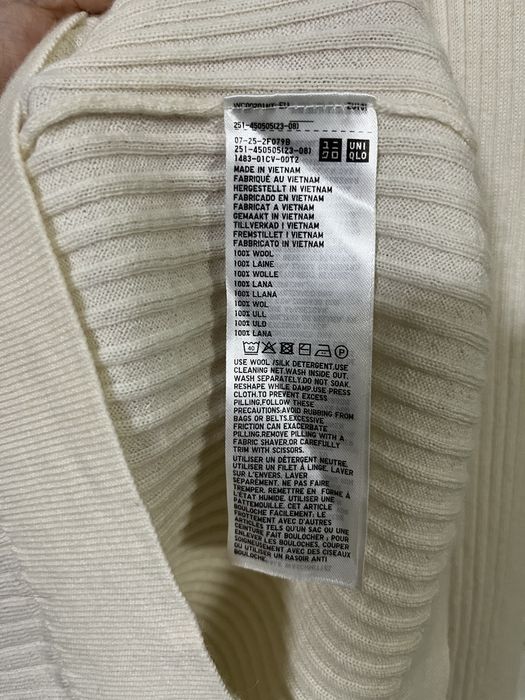 251-450505(23-08)
07-25-2F079B
251-450505(23-08)
1483-01CV-00T2
ユニ
クロ
UNI
QLO
MADE IN VIETNAM
FABRIQUÉ AU VIETNAM
HERGESTELLT IN VIETNAM
FABRICADO EN VIETNAM
FABRICAT A VIETNAM
GEMAAKT IN VIETNAM
TILLVERKAD I VIETNAM
FREMSTILLET I VIETNAM
FABBRICATO IN VIETNAM
100% WOOL
100% LAINE
100% WOLLE
100% LANA
100% LLANA
100% WOL
100% ULL
100% ULD
100% LANA
40
P
USE WOOL /SILK DETERGENT.USE
CLEANING NET.WASH INSIDE OUT.
WASH SEPARATELY.DO NOT SOAK.
RESHAPE WHILE DAMP.USE PRESS
CLOTH.TO PREVENT EXCESS
PILLING,FOLLOW THESE
PRECAUTIONS:AVOID RUBBING FROM
BAGS OR BELTS.EXCESSIVE
FRICTION CAN EXACERBATE
PILLING.REMOVE PILLING WITH A
FABRIC SHAVER,OR CAREFULLY
TRIM WITH SCISSORS.
UTILISER UN DÉTERGENT NEUTRE.
UTILISER UN FILET À LINGE. LAVER
SUR L'ENVERS. LAVER
SÉPARÉMENT. NE PAS FAIRE
TREMPER. REMETTRE EN FORME À
L'ÉTAT HUMIDE. UTILISER UNE
PATTEMOUILLE. CET ARTICLE
BOULOCHE FACILEMENT. LE
FROTTEMENT AVEC D'AUTRES
ARTICLES TELS QU'UN SAC OU UNE
CEINTURE FAIT BOULOCHER ; POUR
ENLEVER LES BOULOCHES, COUPER
SOIGNEUSEMENT AVEC DES CISEAUX
OU UTILISER UN RASOIR ANTI
BOULOCHE.